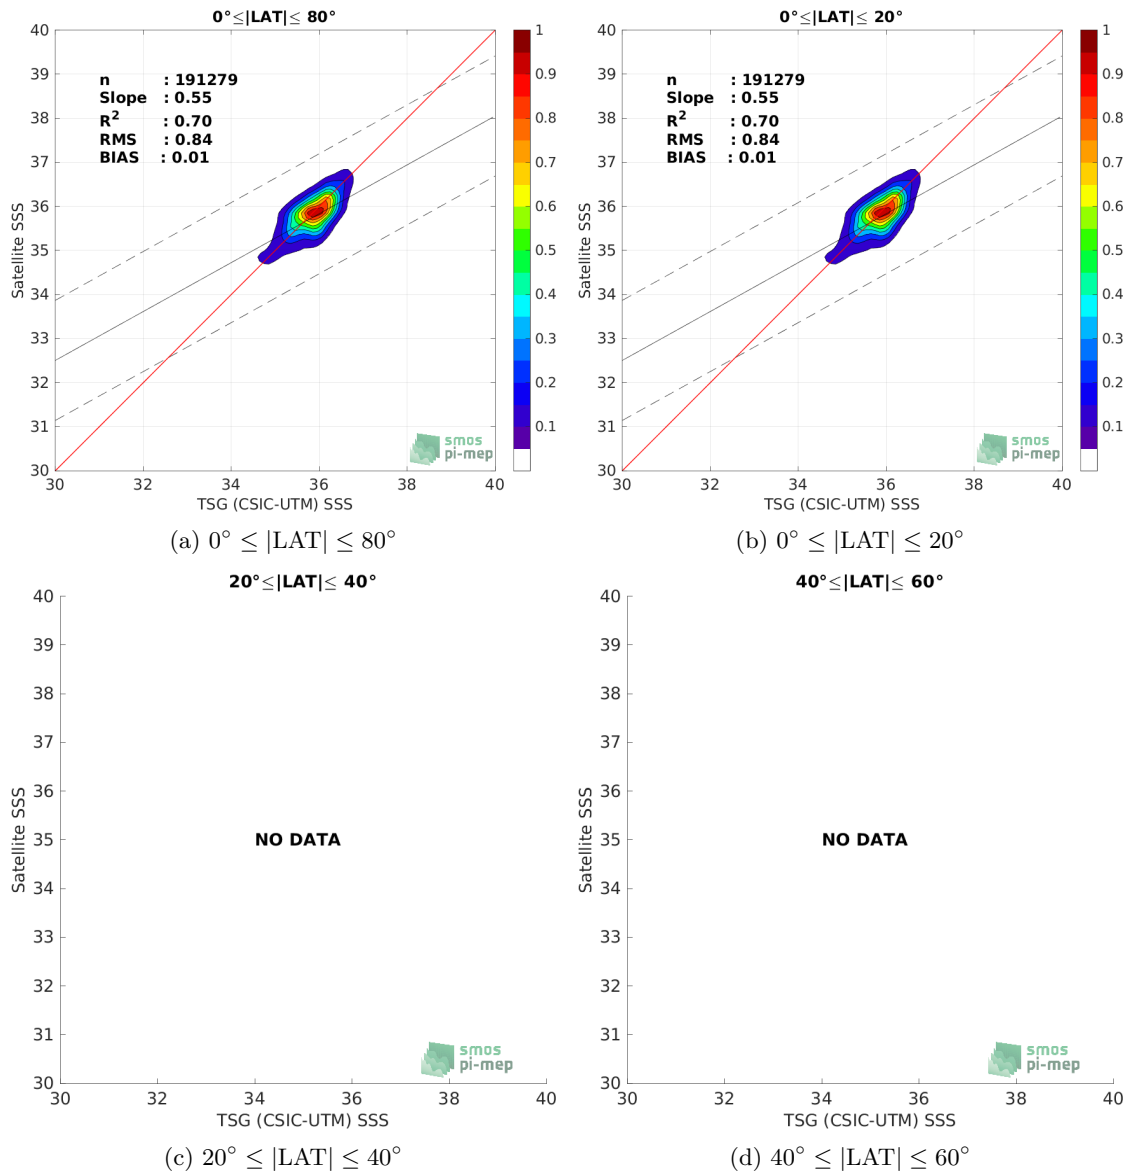 0°≤|LAT|≤ 80°
40
39
38
37
36
35
34
33
32
31
30
Satellite SSS
n : 191279
Slope : 0.55
R² : 0.70
RMS : 0.84
BIAS : 0.01
1
0.9
0.8
0.7
0.6
0.5
0.4
0.3
0.2
0.1
smos
pi-mep
30 32 34 36 38 40
TSG (CSIC-UTM) SSS
(a) 0° ≤ |LAT| ≤ 80°
0°≤|LAT|≤ 20°
40
39
38
37
36
35
34
33
32
31
30
Satellite SSS
n : 191279
Slope : 0.55
R² : 0.70
RMS : 0.84
BIAS : 0.01
1
0.9
0.8
0.7
0.6
0.5
0.4
0.3
0.2
0.1
smos
pi-mep
30 32 34 36 38 40
TSG (CSIC-UTM) SSS
(b) 0° ≤ |LAT| ≤ 20°
20°≤|LAT|≤ 40°
40
39
38
37
36
35
34
33
32
31
30
Satellite SSS
NO DATA
smos
pi-mep
30 32 34 36 38 40
TSG (CSIC-UTM) SSS
(c) 20° ≤ |LAT| ≤ 40°
40°≤|LAT|≤ 60°
40
39
38
37
36
35
34
33
32
31
30
Satellite SSS
NO DATA
smos
pi-mep
30 32 34 36 38 40
TSG (CSIC-UTM) SSS
(d) 40° ≤ |LAT| ≤ 60°